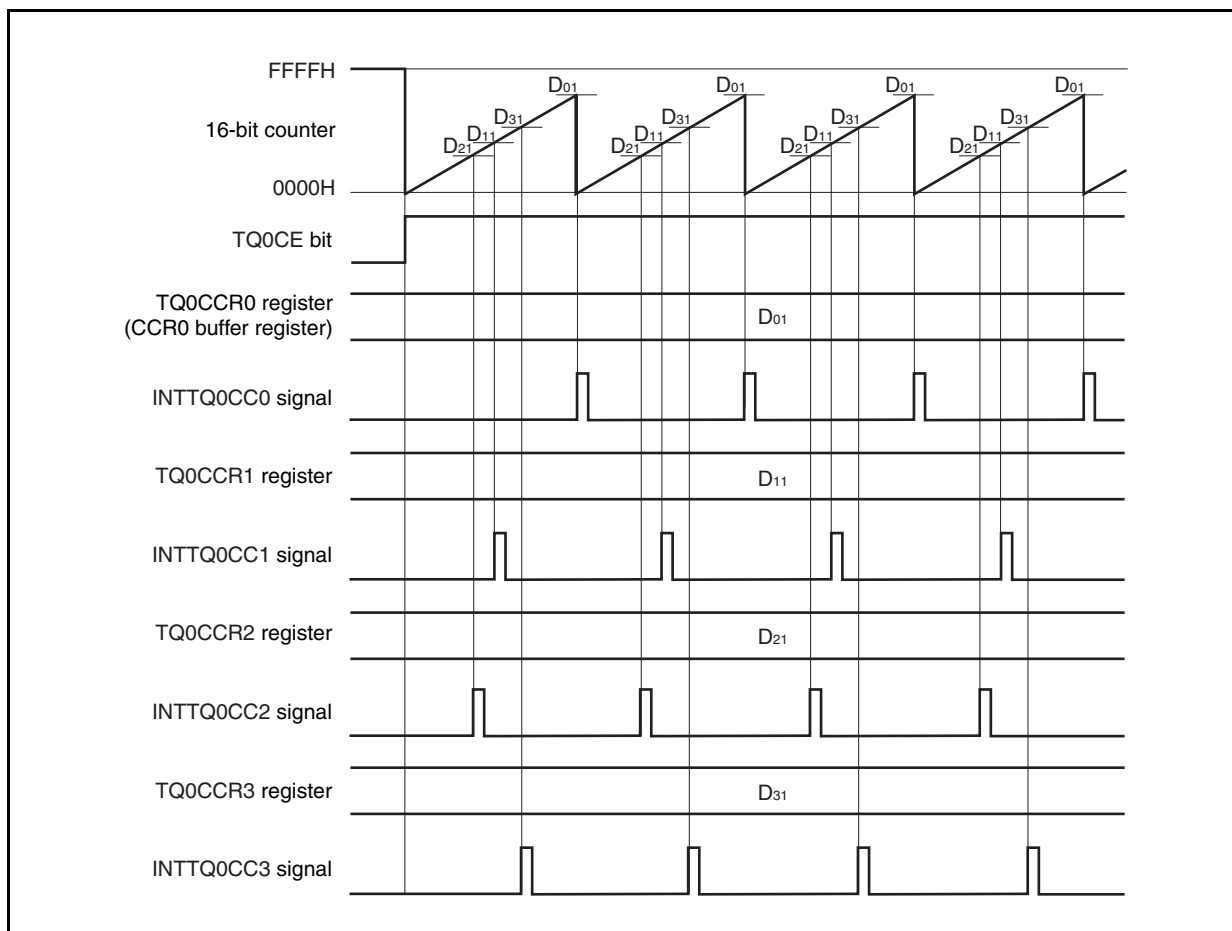 FFFFH
D01 D01 D01 D01
D31 D31 D31 D31
16-bit counter
D11 D11 D11 D11
D21 D21 D21 D21
0000H
TQ0CE bit
TQ0CCR0 register
(CCR0 buffer register)
D01
INTTQ0CC0 signal
TQ0CCR1 register
D11
INTTQ0CC1 signal
TQ0CCR2 register
D21
INTTQ0CC2 signal
TQ0CCR3 register
D31
INTTQ0CC3 signal